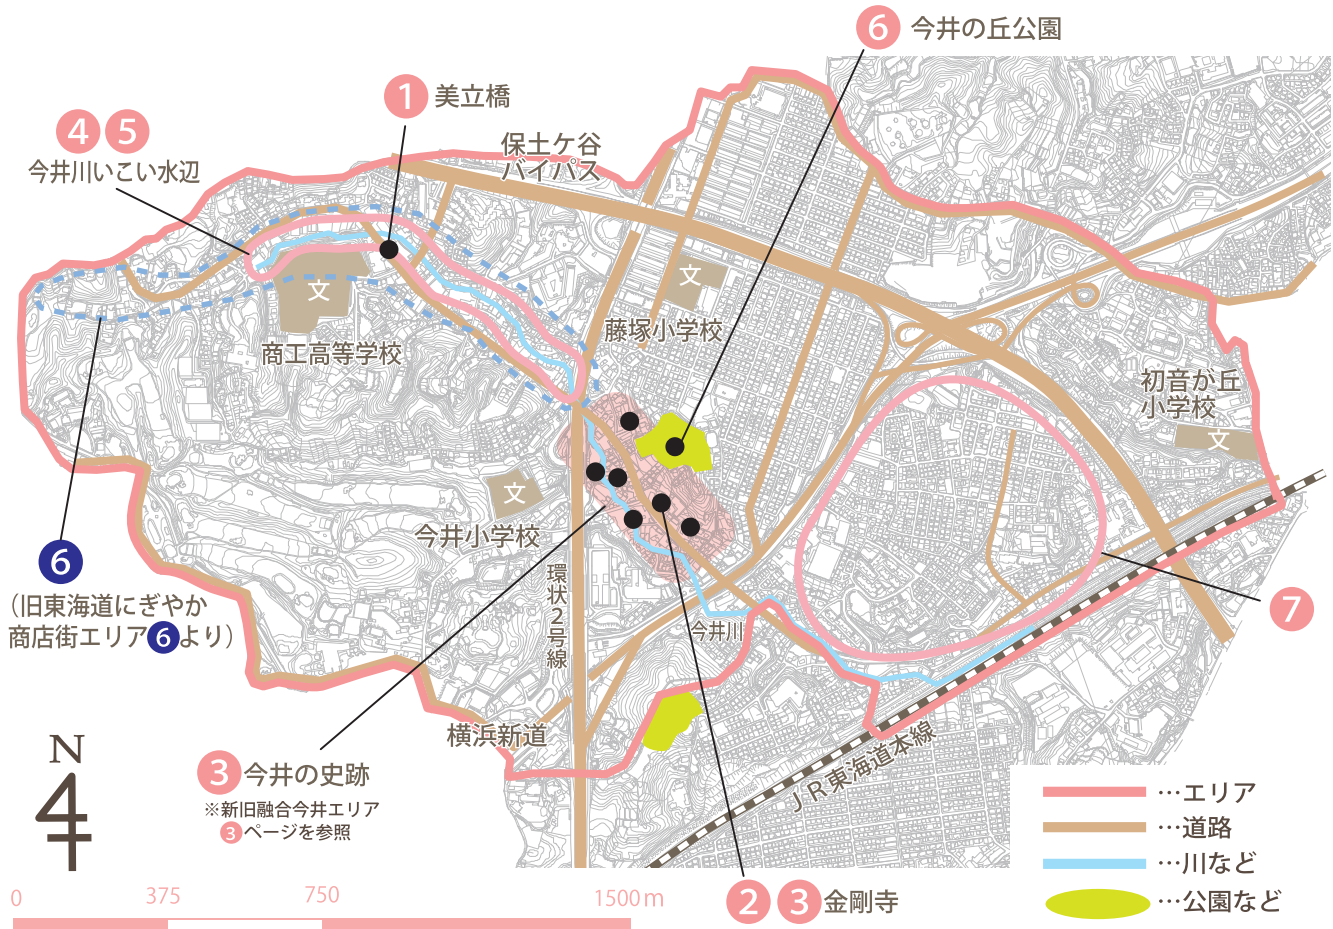 6 今井の丘公園
1 美立橋
4 5
今井川いこい水辺
保土ケ谷
バイパス
文
文
藤塚小学校
商工高等学校
初音が丘
小学校
文
文
今井小学校
6
（旧東海道にぎやか
商店街エリア6より）
環状2号線
7
今井川
横浜新道
JR東海道本線
3 今井の史跡
※新旧融合今井エリア
3 ページを参照
N
2 3 金剛寺
0 375 750 1500m
…エリア
…道路
…川など
…公園など